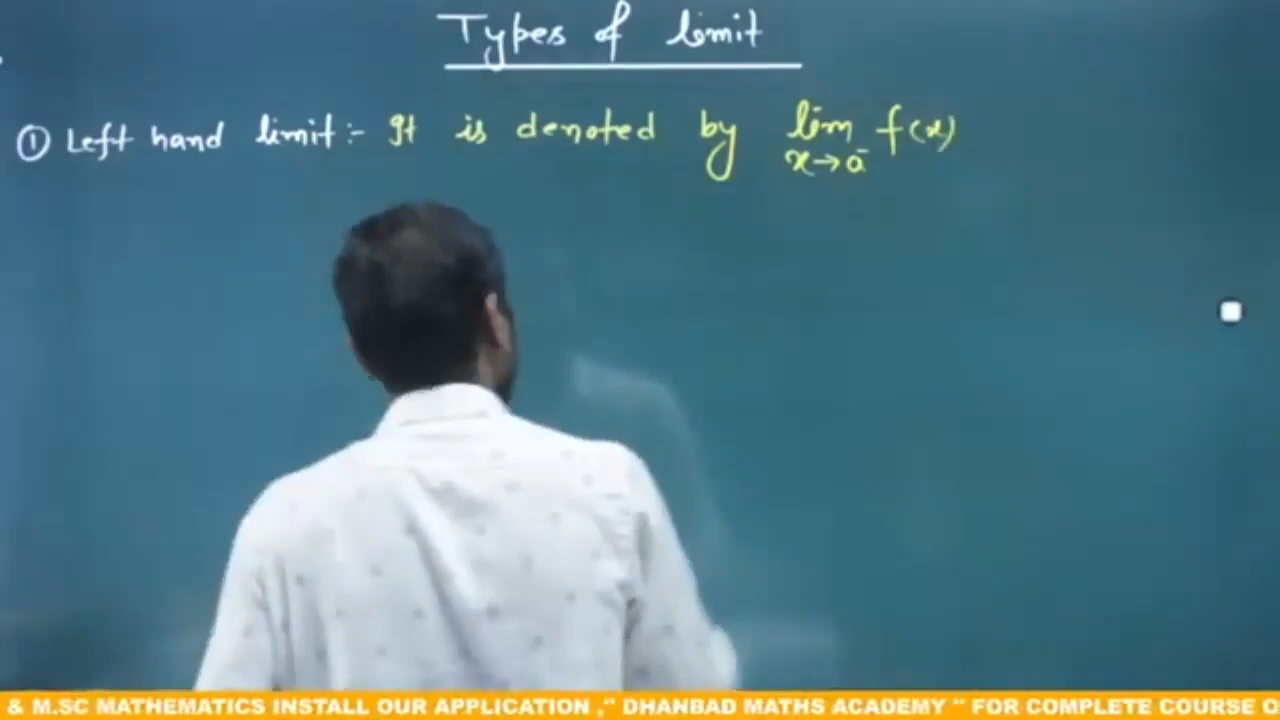 Types of limit
① Left hand limit:- It is denoted by lim f(x)
x→a⁻
& M.SC MATHEMATICS INSTALL OUR APPLICATION ," DHANBAD MATHS ACADEMY " FOR COMPLETE COURSE O